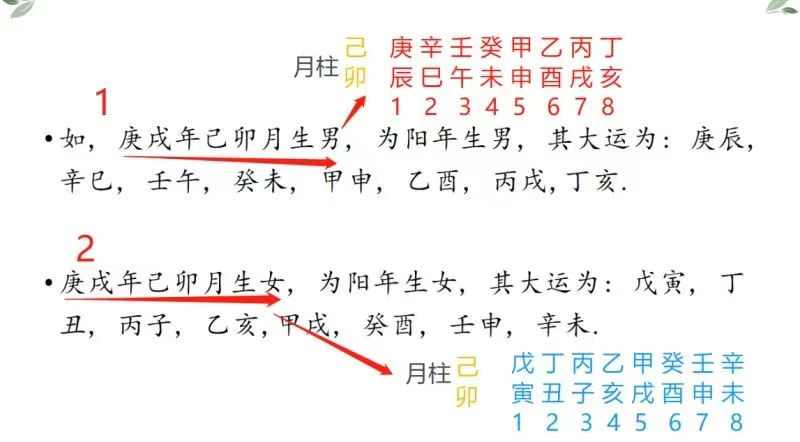 月柱 己 庚 辛 壬 癸 甲 乙 丙 丁
卯 辰 巳 午 未 申 酉 戌 亥
1 2 3 4 5 6 7 8
1
• 如，庚戌年己卯月生男，为阳年生男，其大运为：庚辰，
辛巳，壬午，癸未，甲申，乙酉，丙戌,丁亥.
2
• 庚戌年己卯月生女，为阳年生女，其大运为：戊寅，丁
丑，丙子，乙亥,甲戌，癸酉，壬申，辛未.
月柱 己 戊 丁 丙 乙 甲 癸 壬 辛
卯 寅 丑 子 亥 戌 酉 申 未
1 2 3 4 5 6 7 8